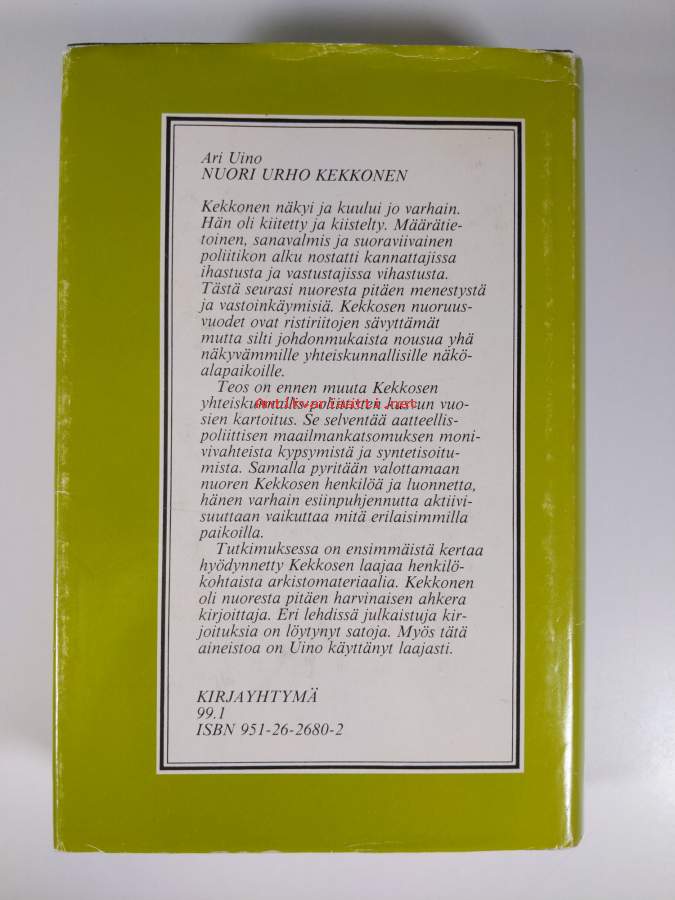 Ari Uino
NUORI URHO KEKKONEN
Kekkonen näkyi ja kuului jo varhain.
Hän oli kiitetty ja kiistelty. Määrätie-
toinen, sanavalmis ja suoraviivainen
poliitikon alku nostatti kannattajissa
ihastusta ja vastustajissa vihastusta.
Tästä seurasi nuoresta pitäen menestystä
ja vastoinkäymisiä. Kekkosen nuoruus-
vuodet ovat ristiriitojen sävyttämät
mutta silti johdonmukaista nousua yhä
näkyvämmille yhteiskunnallisille näkö-
alapaikoille.
Teos on ennen muuta Kekkosen
yhteiskunnallis-poliittisten kasvun vuo-
sien kartoitus. Se selventää aatteellis-
poliittisen maailmankatsomuksen moni-
vivahteista kypsymistä ja syntetisoitu-
mista. Samalla pyritään valottamaan
nuoren Kekkosen henkilöä ja luonnetta,
hänen varhain esiinpuhjennutta aktiivi-
suuttaan vaikuttaa mitä erilaisimmilla
paikoilla.
Tutkimuksessa on ensimmäistä kertaa
hyödynnetty Kekkosen laajaa henkilö-
kohtaista arkistomateriaalia. Kekkonen
oli nuoresta pitäen harvinaisen ahkera
kirjoittaja. Eri lehdissä julkaistuja kir-
joituksia on löytynyt satoja. Myös tätä
aineistoa on Uino käyttänyt laajasti.
KIRJAYHTYMÄ
99.1
ISBN 951-26-2680-2